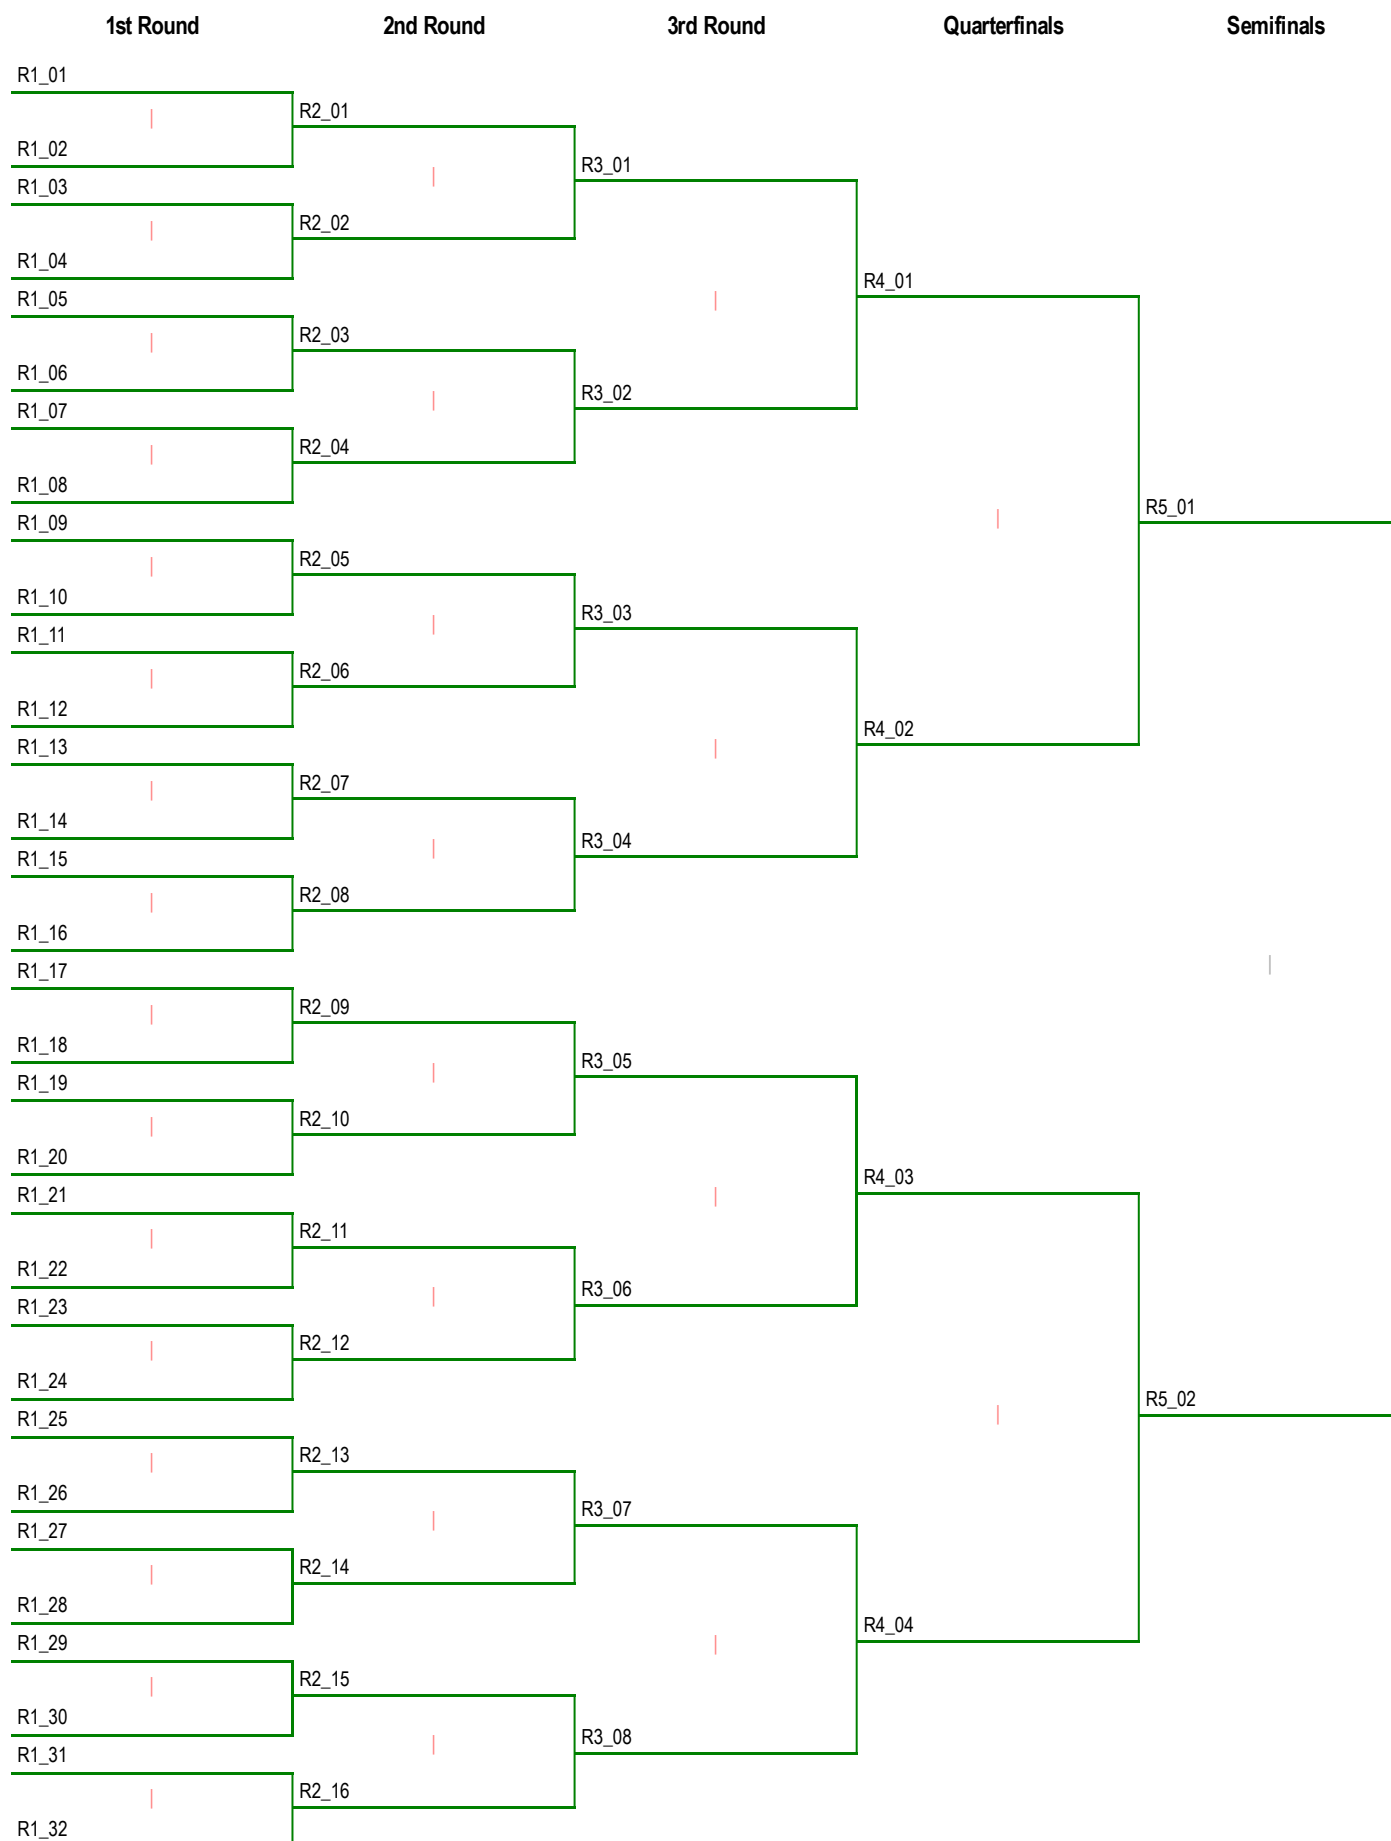 1st Round 2nd Round 3rd Round Quarterfinals Semifinals
R1_01
R2_01
R1_02
R3_01
R1_03
R2_02
R1_04
R4_01
R1_05
R2_03
R1_06
R3_02
R1_07
R2_04
R1_08
R5_01
R1_09
R2_05
R1_10
R3_03
R1_11
R2_06
R1_12
R4_02
R1_13
R2_07
R1_14
R3_04
R1_15
R2_08
R1_16
R1_17
R2_09
R1_18
R3_05
R1_19
R2_10
R1_20
R4_03
R1_21
R2_11
R1_22
R3_06
R1_23
R2_12
R1_24
R5_02
R1_25
R2_13
R1_26
R3_07
R1_27
R2_14
R1_28
R4_04
R1_29
R2_15
R1_30
R3_08
R1_31
R2_16
R1_32